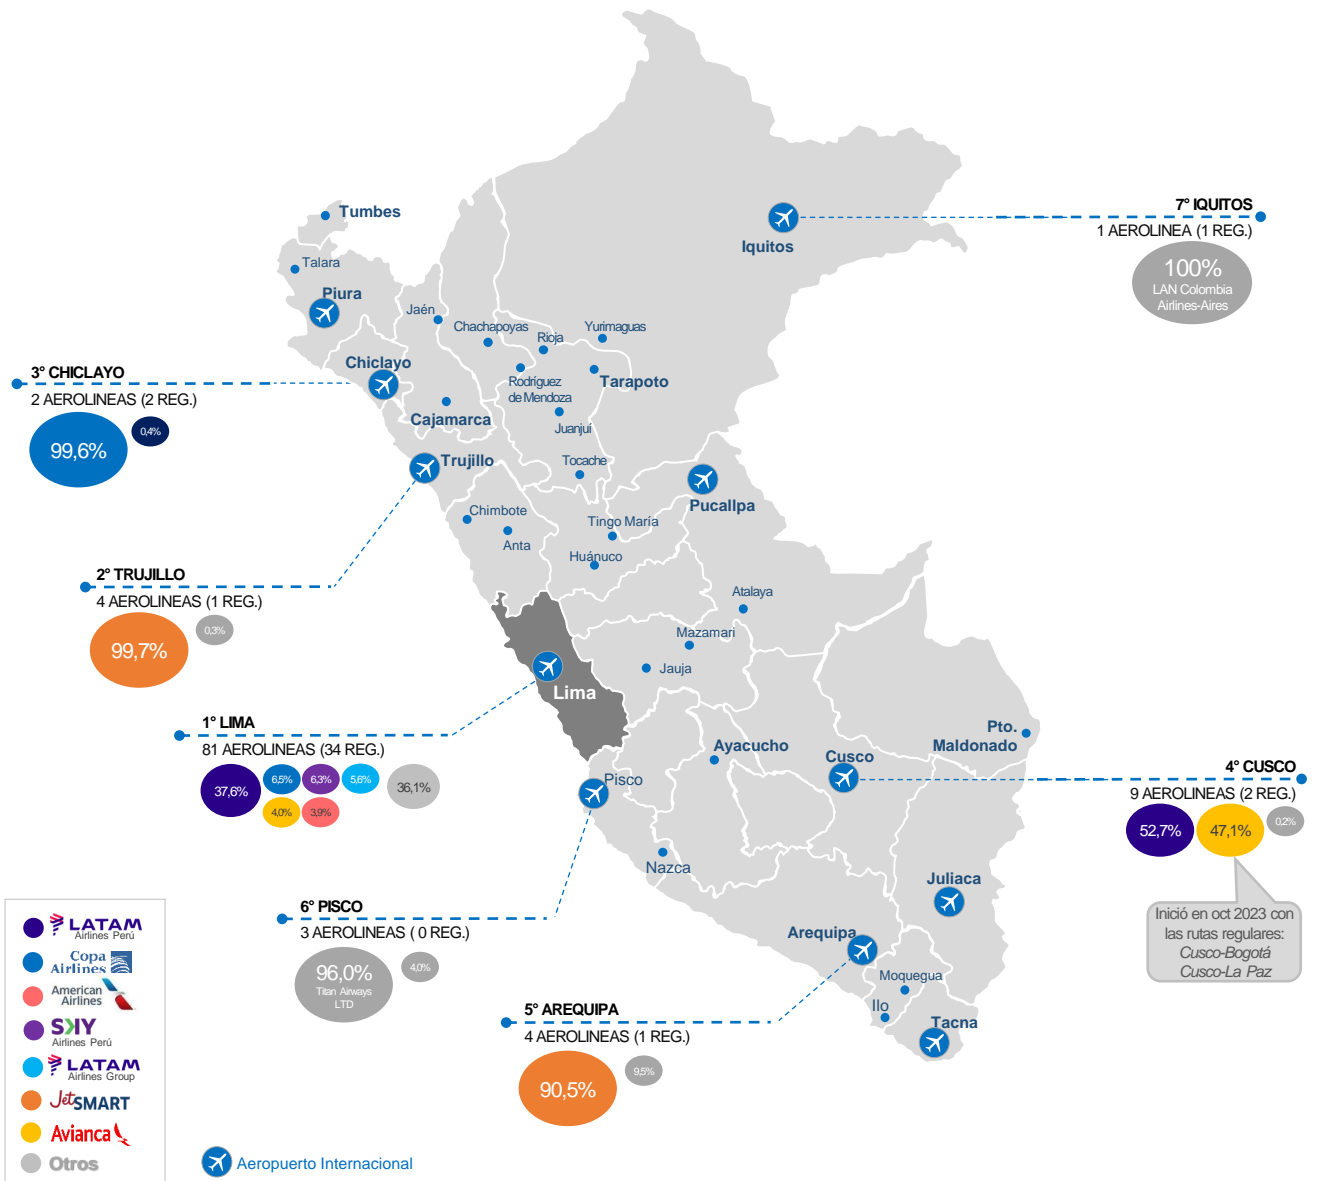 Tumbes
Talara
Piura
Jaén
Chachapoyas
Rioja
Yurimaguas
Iquitos
7° IQUITOS
1 AEROLINEA (1 REG.)
100%
LAN Colombia
Airlines-Aires
Chiclayo
Rodríguez
de Mendoza
Tarapoto
Cajamarca
Juanjuí
3° CHICLAYO
2 AEROLINEAS (2 REG.)
99,6%
0,4%
Trujillo
Tocache
Pucallpa
Chimbote
Anta
Tingo María
Huánuco
2° TRUJILLO
4 AEROLINEAS (1 REG.)
99,7%
0,3%
Atalaya
Mazamari
Jauja
Lima
1° LIMA
81 AEROLINEAS (34 REG.)
37,6%
6,5%
6,3%
5,6%
36,1%
4,0%
3,9%
Ayacucho
Cusco
Pto.
Maldonado
Pisco
4° CUSCO
9 AEROLINEAS (2 REG.)
52,7%
47,1%
0,2%
Inició en oct 2023 con
las rutas regulares:
Cusco-Bogotá
Cusco-La Paz
Nazca
Juliaca
6° PISCO
3 AEROLINEAS ( 0 REG.)
96,0%
Titan Airways
LTD
4,0%
Arequipa
Moquegua
Ilo
Tacna
5° AREQUIPA
4 AEROLINEAS (1 REG.)
90,5%
9,5%
LATAM
Airlines Perú
Copa
Airlines
American
Airlines
SKY
Airlines Perú
LATAM
Airlines Group
JetSMART
Avianca
Otros
Aeropuerto Internacional